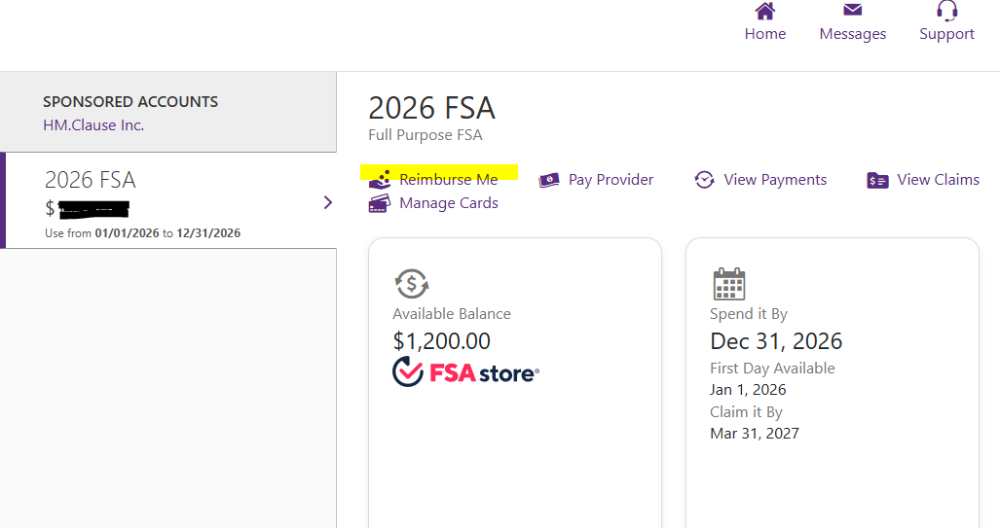 Home Messages Support
SPONSORED ACCOUNTS
HM.Clause Inc.
2026 FSA
$
Use from 01/01/2026 to 12/31/2026
2026 FSA
Full Purpose FSA
Reimburse Me Pay Provider View Payments View Claims
Manage Cards
Available Balance
$1,200.00
FSA store®
Spend it By
Dec 31, 2026
First Day Available
Jan 1, 2026
Claim it By
Mar 31, 2027